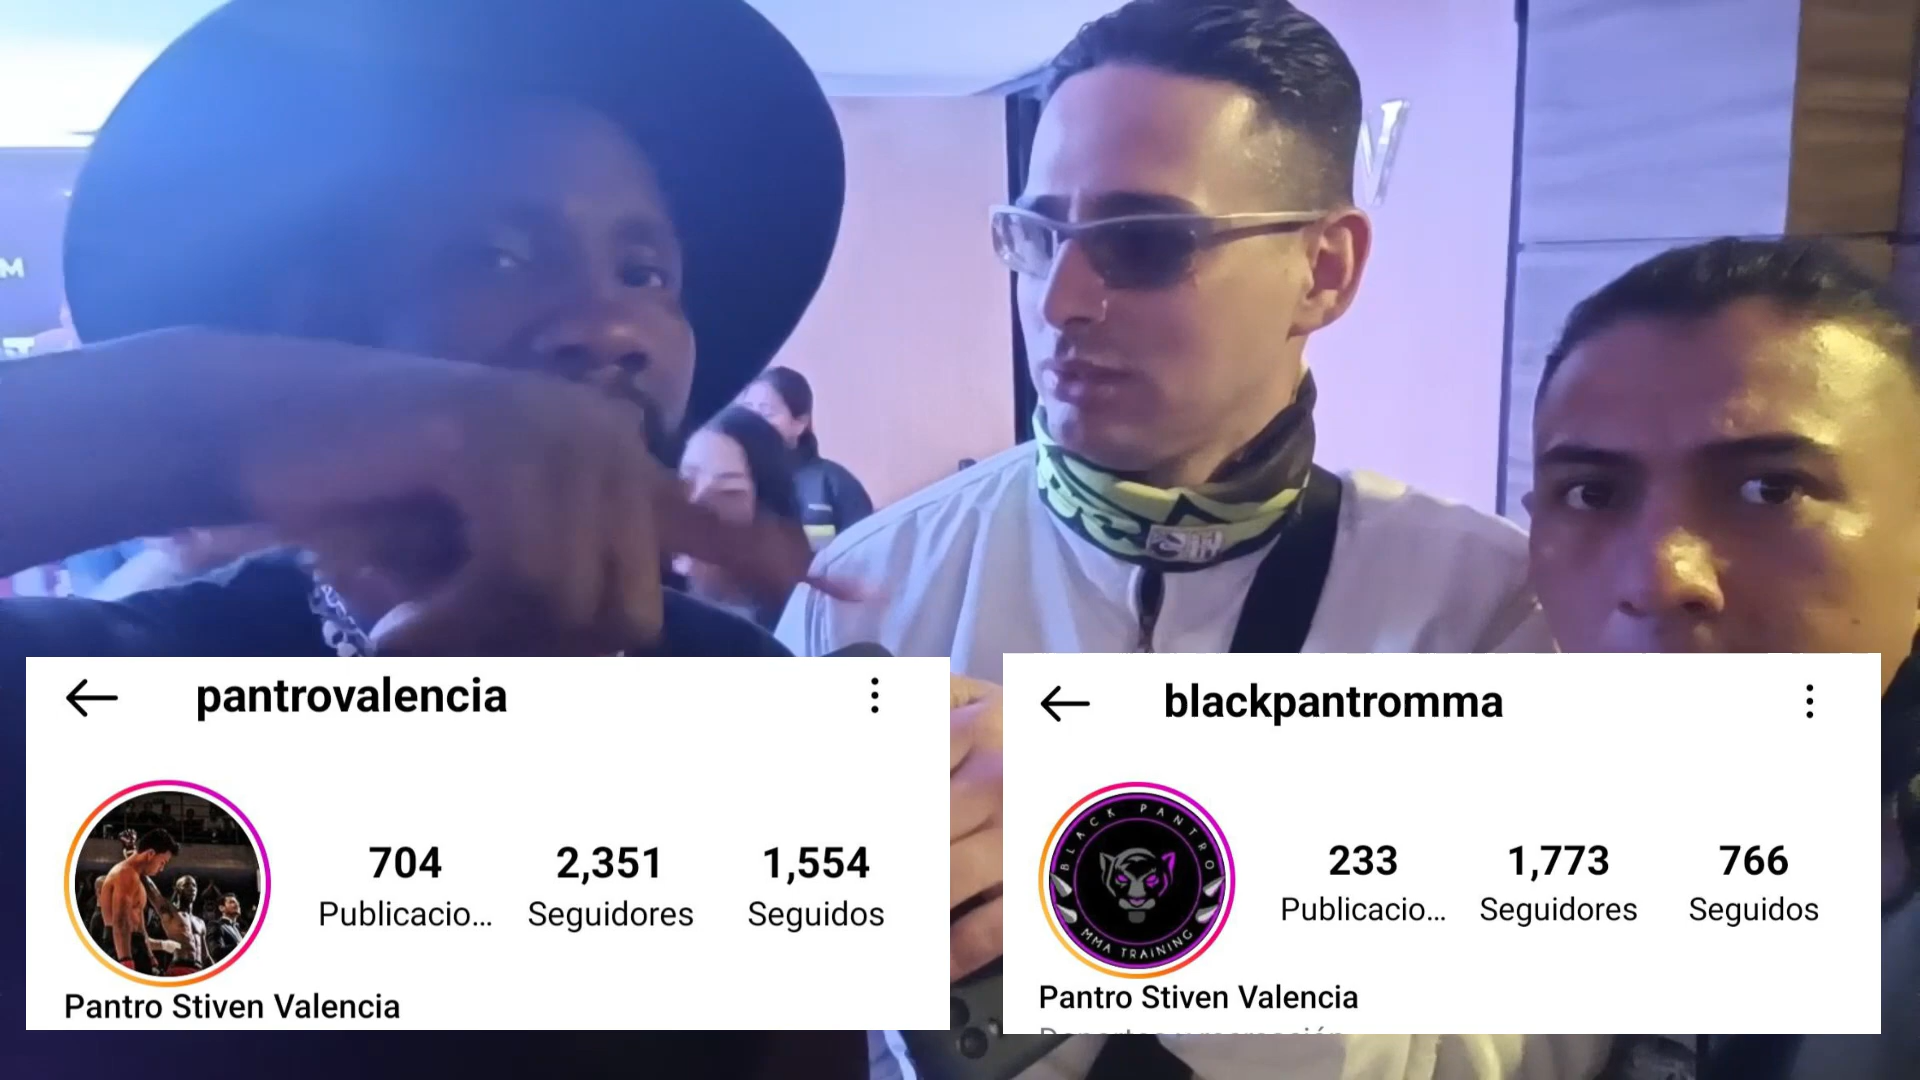 M
N
pantrovalencia
704
2,351
1,554
Publicacio...
Seguidores
Seguidos
Pantro Stiven Valencia
blackpantromma
BLACK PANTRO
MMA TRAINING
233
1,773
766
Publicacio...
Seguidores
Seguidos
Pantro Stiven Valencia